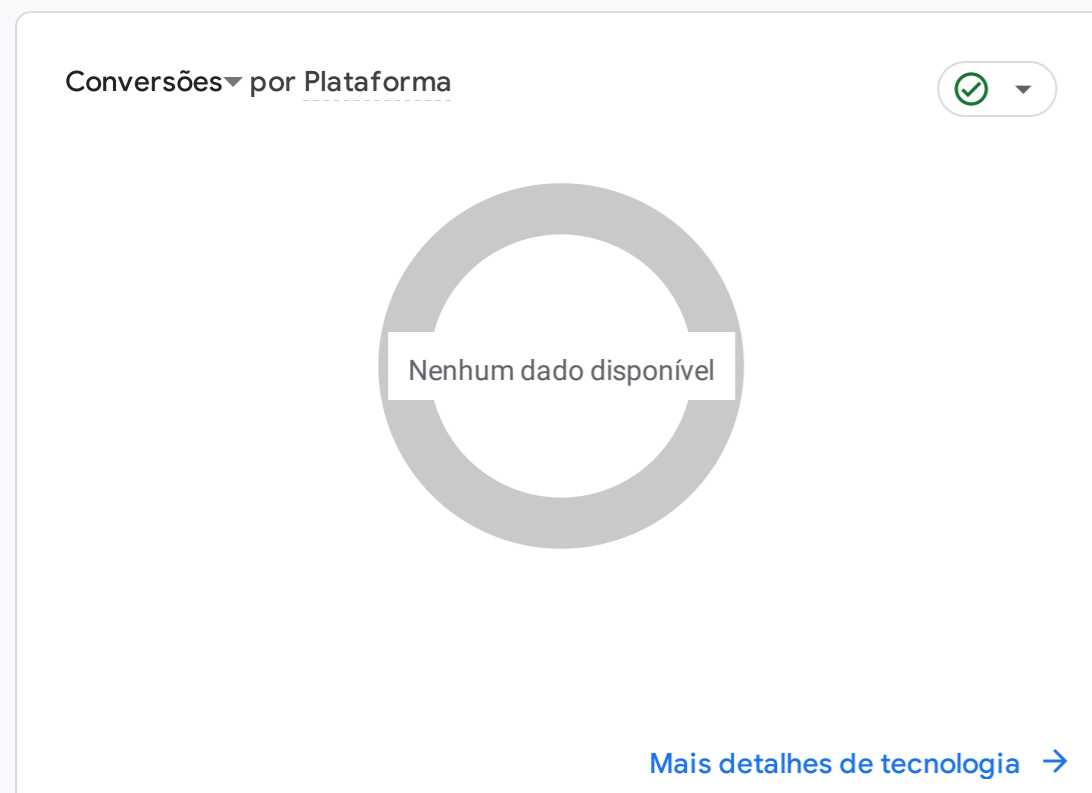 Conversões por Plataforma
Nenhum dado disponível
Mais detalhes de tecnologia